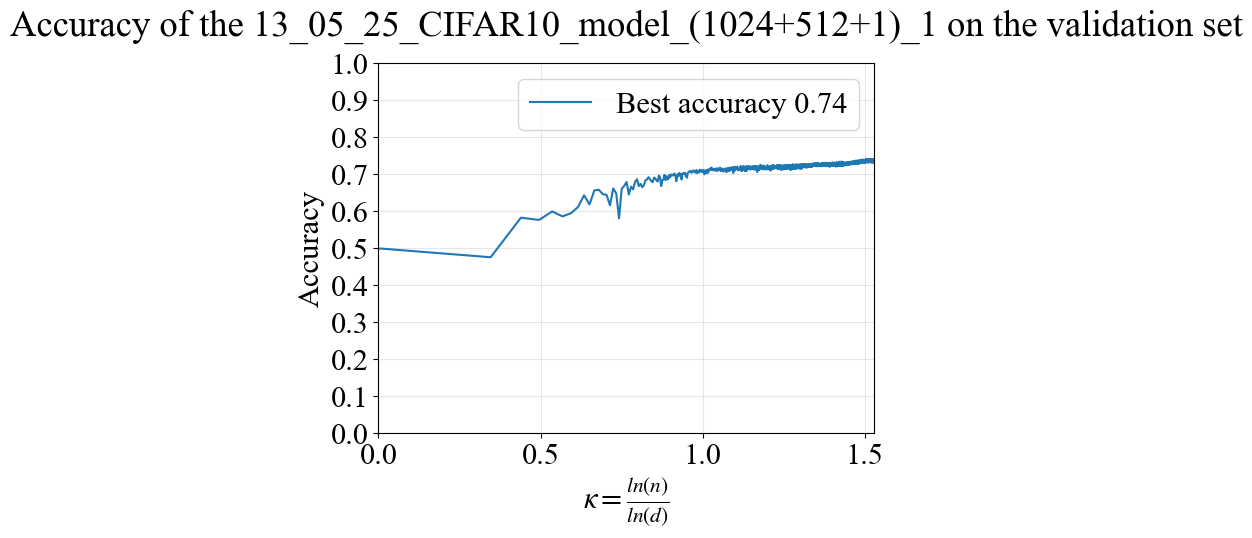 Accuracy of the 13_05_25_CIFAR10_model_(1024+512+1)_1 on the validation set
1.0
0.9
0.8
0.7
0.6
0.5
0.4
0.3
0.2
0.1
0.0
Accuracy
Best accuracy 0.74
0.0 0.5 1.0 1.5
κ = ln(n)
ln(d)